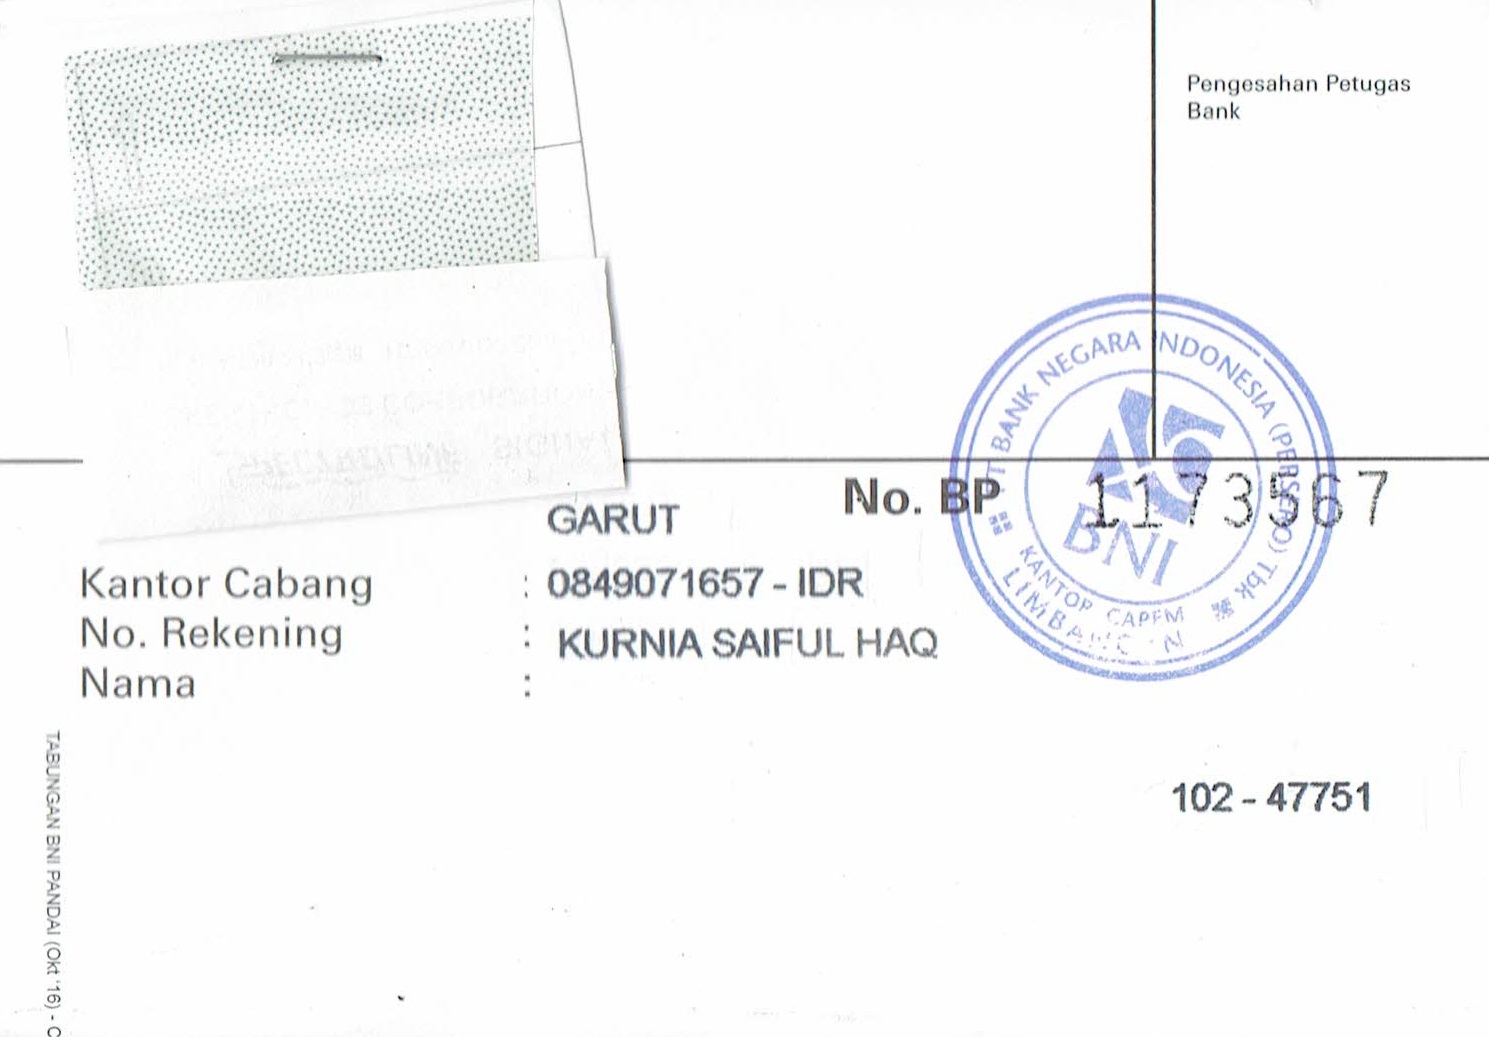 Pengesahan Petugas
Bank
PT BANK NEGARA INDONESIA (PERSERO) Tbk
BNI
KANTOR CAPEM
No. BP 1173567
GARUT
Kantor Cabang : 0849071657 - IDR
No. Rekening : KURNIA SAIFUL HAQ
Nama :
102 - 47751
TABUNGAN BNI PANDAI (Okt '16) - C